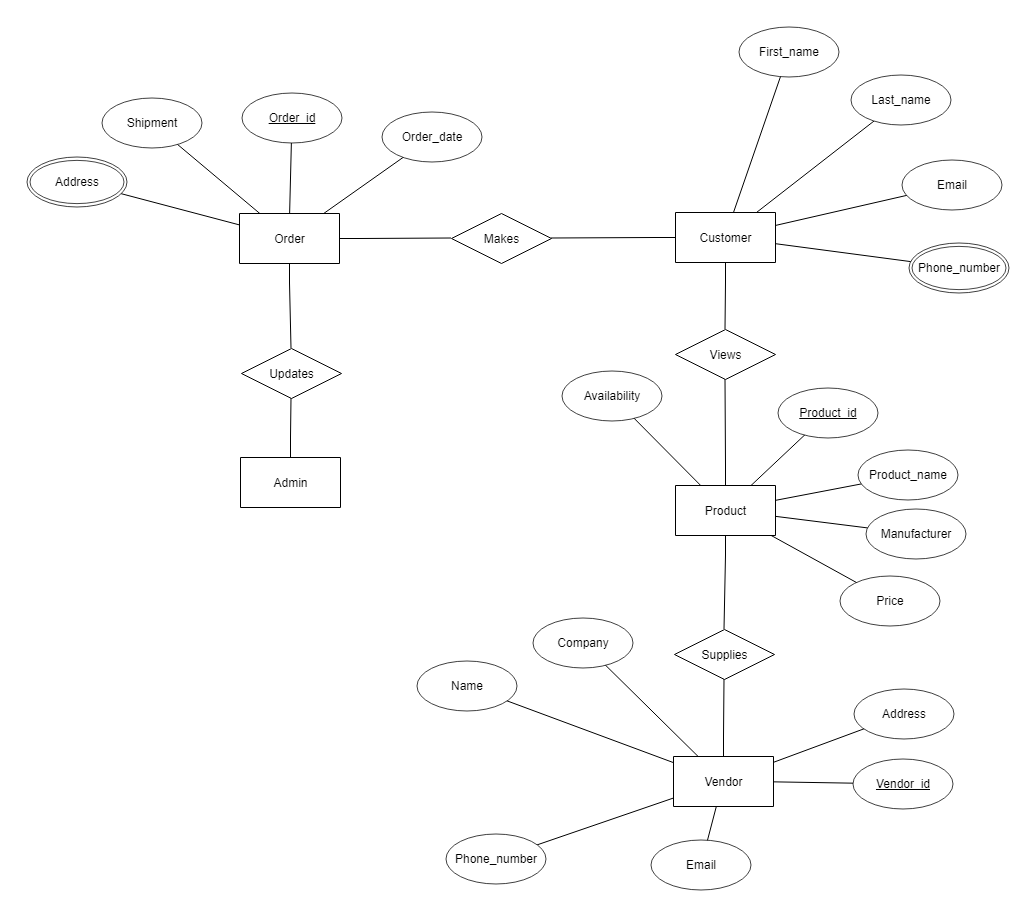 First_name
Last_name
Shipment
Order_id
Order_date
Address
Email
Order
Makes
Customer
Phone_number
Views
Updates
Availability
Product_id
Product_name
Admin
Product
Manufacturer
Price
Company
Supplies
Name
Address
Vendor
Vendor_id
Phone_number
Email